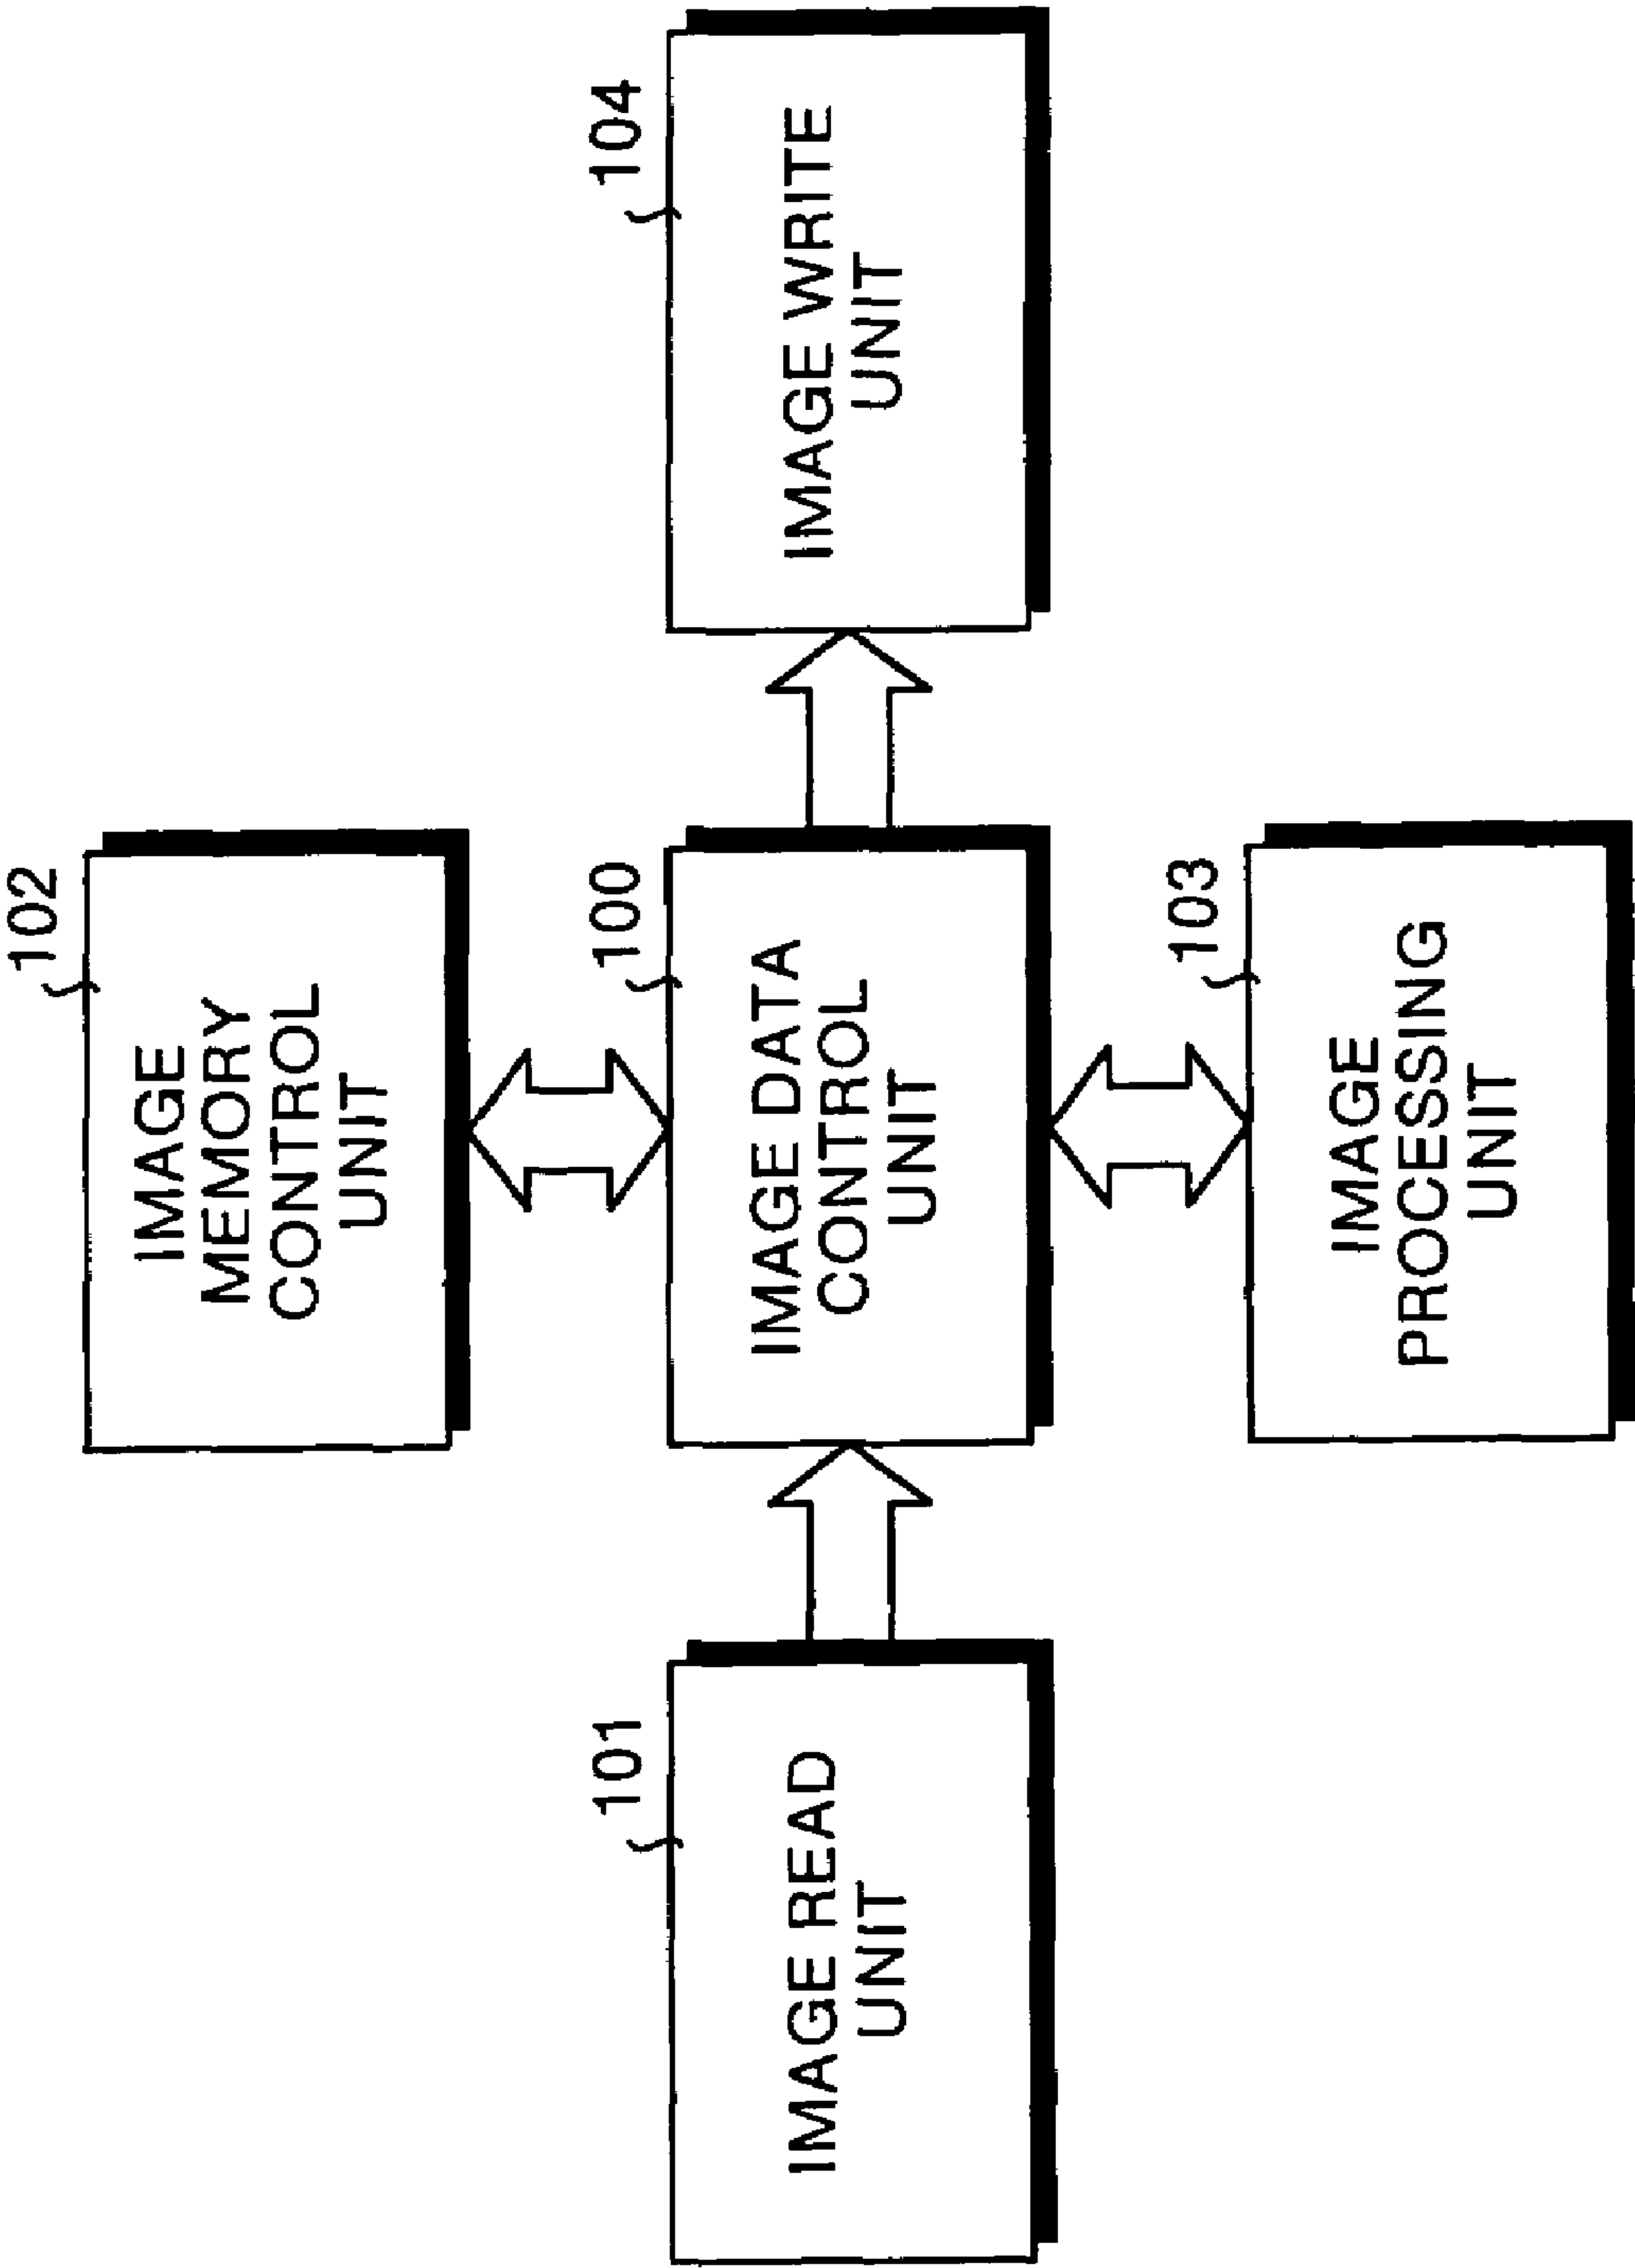 102
IMAGE
MEMORY
CONTROL
UNIT
101
IMAGE READ
UNIT
100
IMAGE DATA
CONTROL
UNIT
104
IMAGE WRITE
UNIT
103
IMAGE
PROCESSING
UNIT